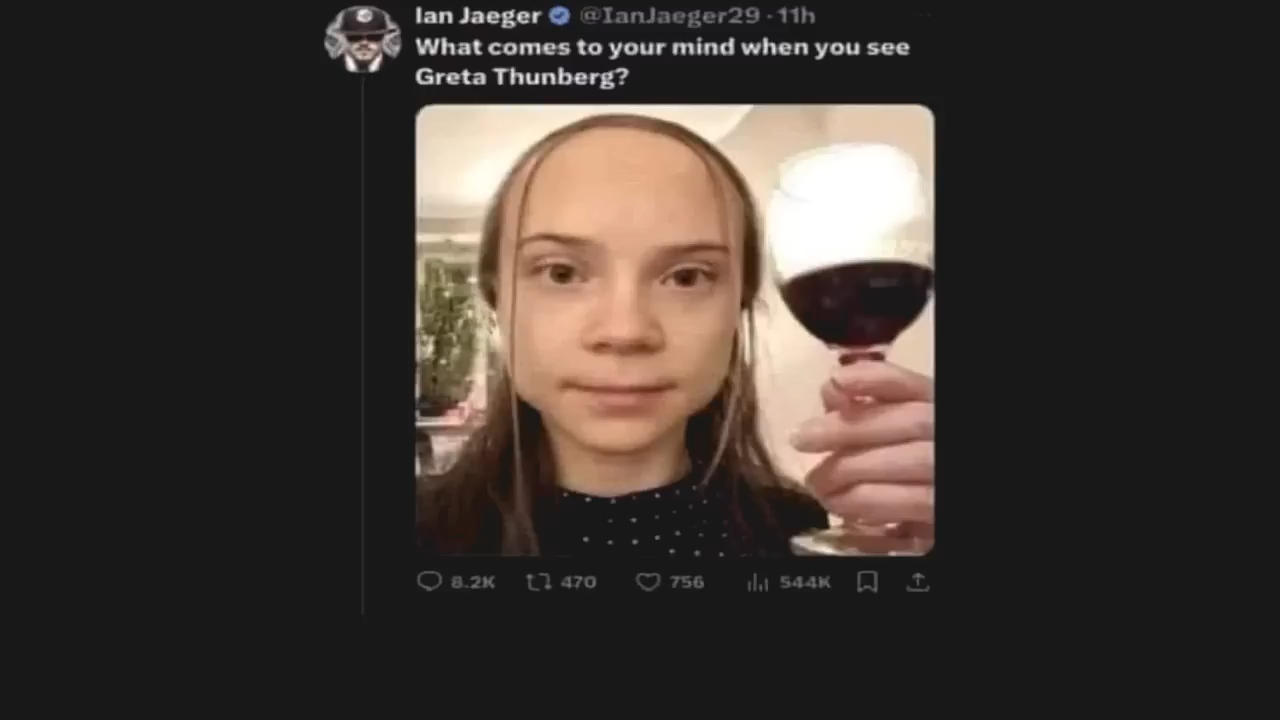 Ian Jaeger @IanJaeger29 · 11h
What comes to your mind when you see
Greta Thunberg?
8.2K 470 756 544K